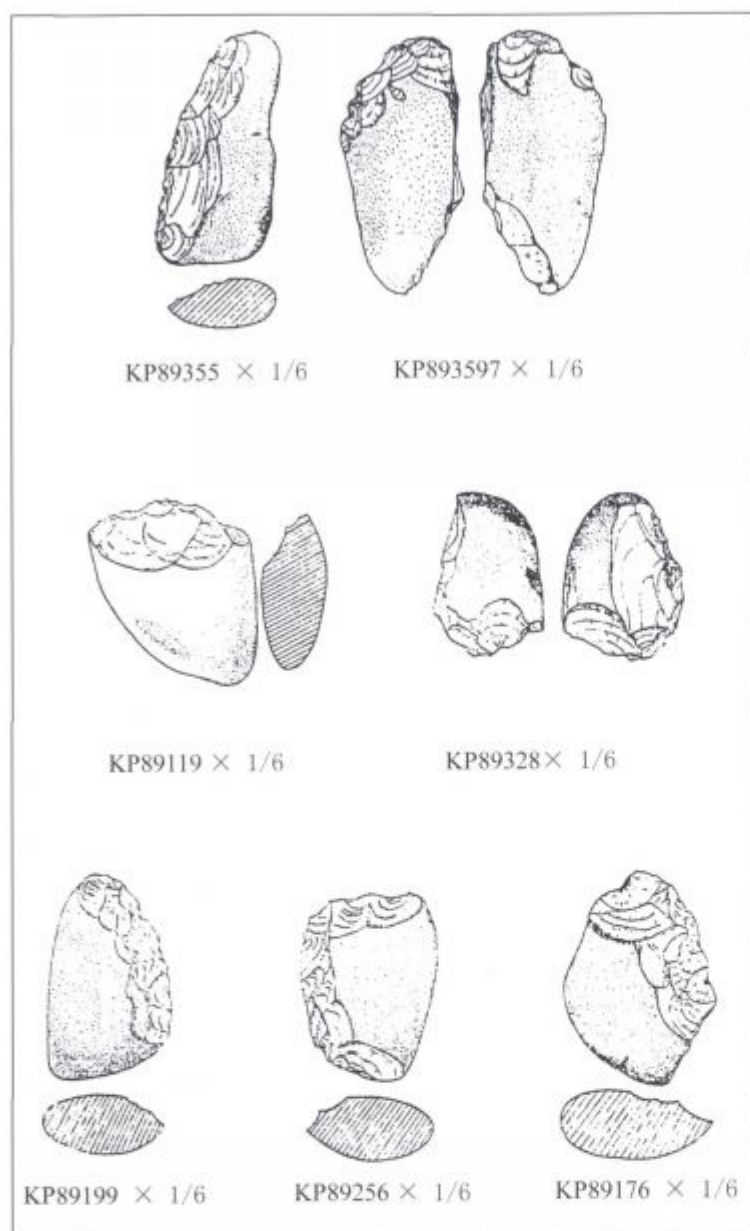 KP89355 × 1/6
KP893597 × 1/6
KP89119 × 1/6
KP89328 × 1/6
KP89199 × 1/6
KP89256 × 1/6
KP89176 × 1/6